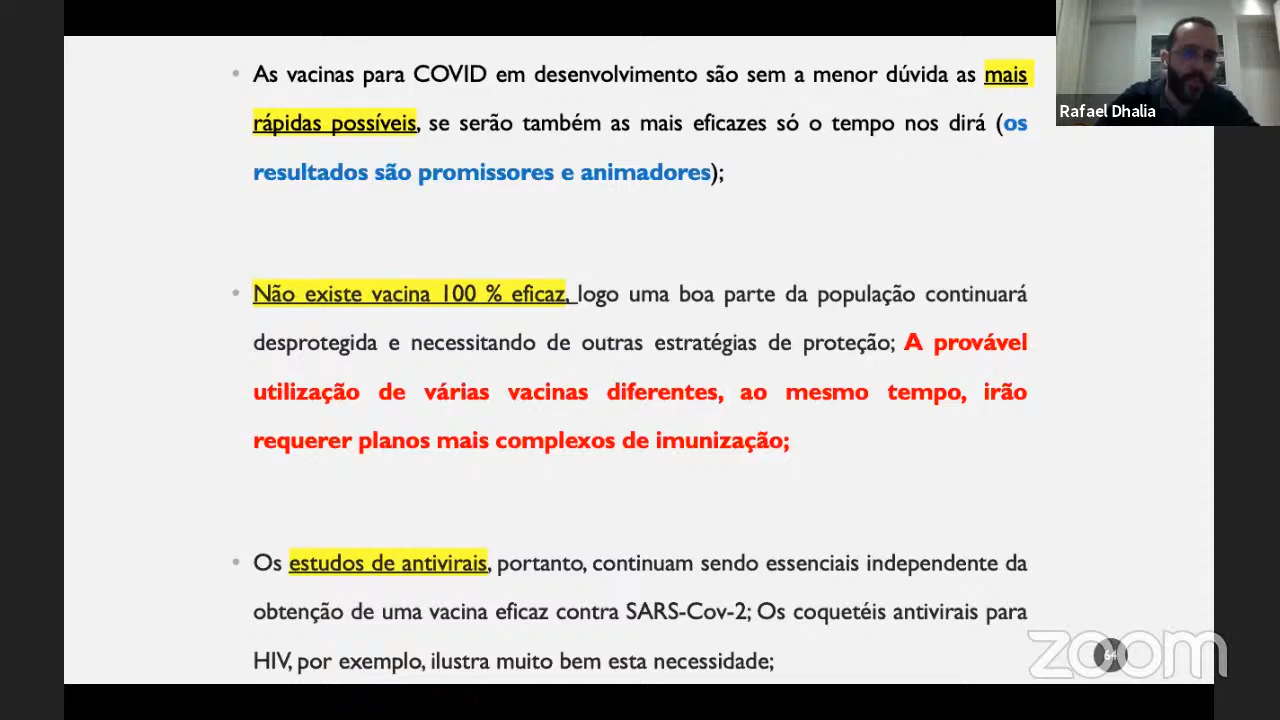 As vacinas para COVID em desenvolvimento são sem a menor dúvida as mais
rápidas possíveis, se serão também as mais eficazes só o tempo nos dirá (os
resultados são promissores e animadores);
Rafael Dhalia
Não existe vacina 100 % eficaz, logo uma boa parte da população continuará
desprotegida e necessitando de outras estratégias de proteção; A provável
utilização de várias vacinas diferentes, ao mesmo tempo, irão
requerer planos mais complexos de imunização;
Os estudos de antivirais, portanto, continuam sendo essenciais independente da
obtenção de uma vacina eficaz contra SARS-Cov-2; Os coquetéis antivirais para
HIV, por exemplo, ilustra muito bem esta necessidade;
zoom
64